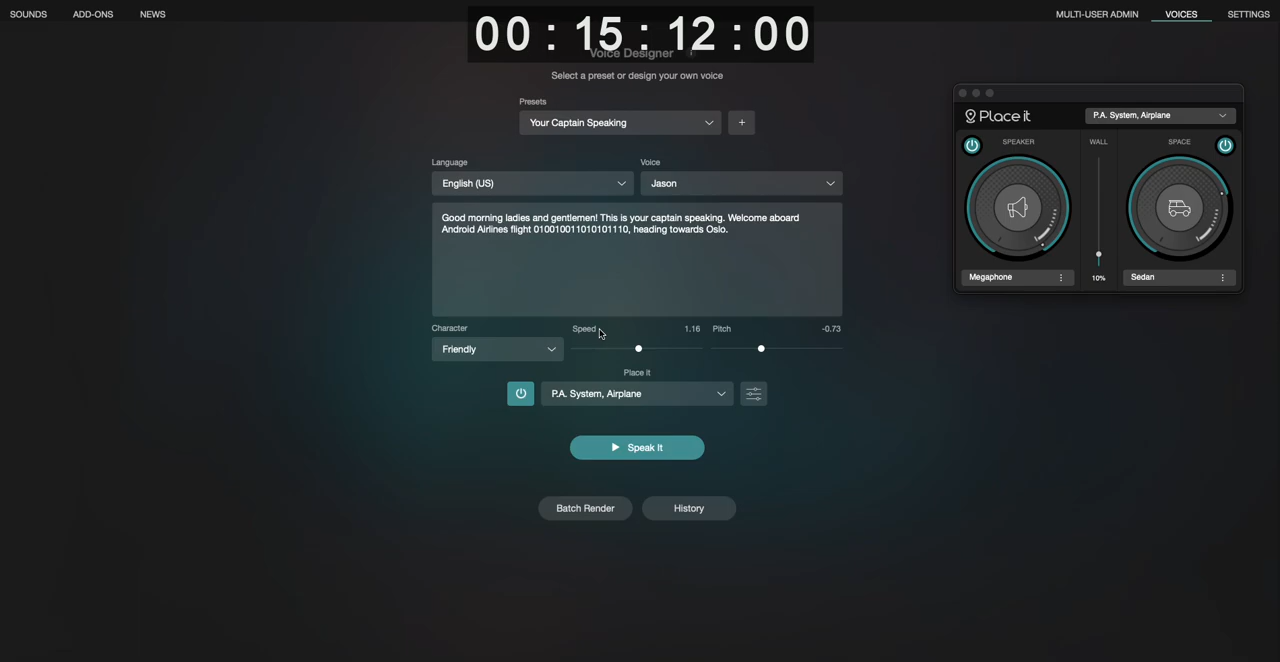 SOUNDS ADD-ONS NEWS MULTI-USER ADMIN VOICES SETTINGS
00 : 15 : 12 : 00
Voice Designer
Select a preset or design your own voice
Presets
Your Captain Speaking +
Language Voice
English (US) Jason
Good morning ladies and gentlemen! This is your captain speaking. Welcome aboard
Android Airlines flight 010010011010101110, heading towards Oslo.
Character Speed 1.16 Pitch -0.73
Friendly
Place it
P.A. System, Airplane
Speak It
Batch Render History
Place it P.A. System, Airplane
SPEAKER WALL SPACE
Megaphone 10% Sedan